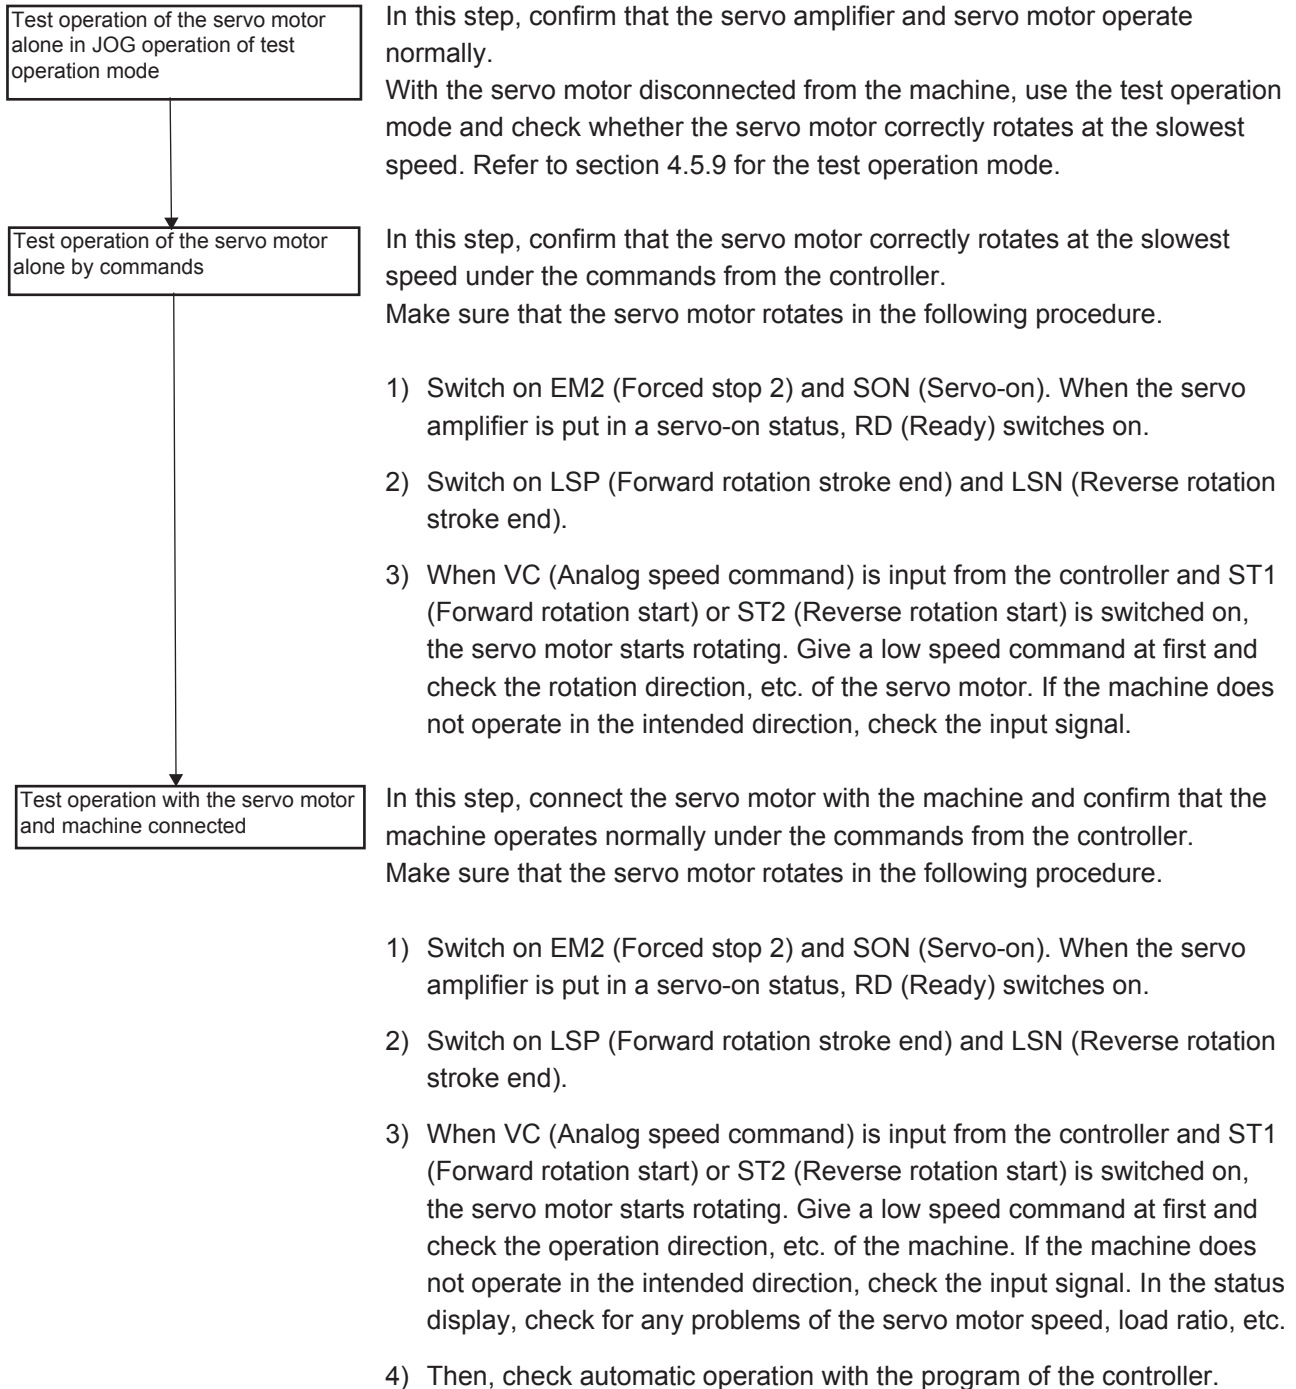 Test operation of the servo motor
alone in JOG operation of test
operation mode
In this step, confirm that the servo amplifier and servo motor operate
normally.
With the servo motor disconnected from the machine, use the test operation
mode and check whether the servo motor correctly rotates at the slowest
speed. Refer to section 4.5.9 for the test operation mode.
Test operation of the servo motor
alone by commands
In this step, confirm that the servo motor correctly rotates at the slowest
speed under the commands from the controller.
Make sure that the servo motor rotates in the following procedure.
1) Switch on EM2 (Forced stop 2) and SON (Servo-on). When the servo
amplifier is put in a servo-on status, RD (Ready) switches on.
2) Switch on LSP (Forward rotation stroke end) and LSN (Reverse rotation
stroke end).
3) When VC (Analog speed command) is input from the controller and ST1
(Forward rotation start) or ST2 (Reverse rotation start) is switched on,
the servo motor starts rotating. Give a low speed command at first and
check the rotation direction, etc. of the servo motor. If the machine does
not operate in the intended direction, check the input signal.
Test operation with the servo motor
and machine connected
In this step, connect the servo motor with the machine and confirm that the
machine operates normally under the commands from the controller.
Make sure that the servo motor rotates in the following procedure.
1) Switch on EM2 (Forced stop 2) and SON (Servo-on). When the servo
amplifier is put in a servo-on status, RD (Ready) switches on.
2) Switch on LSP (Forward rotation stroke end) and LSN (Reverse rotation
stroke end).
3) When VC (Analog speed command) is input from the controller and ST1
(Forward rotation start) or ST2 (Reverse rotation start) is switched on,
the servo motor starts rotating. Give a low speed command at first and
check the operation direction, etc. of the machine. If the machine does
not operate in the intended direction, check the input signal. In the status
display, check for any problems of the servo motor speed, load ratio, etc.
4) Then, check automatic operation with the program of the controller.